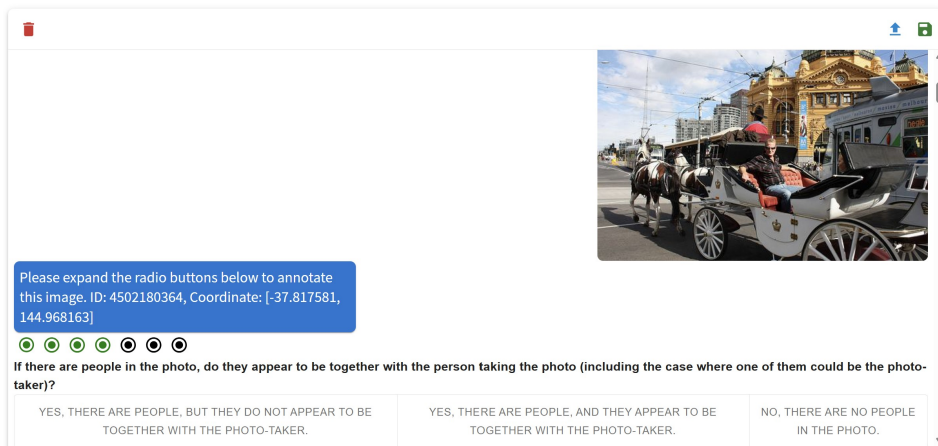 Please expand the radio buttons below to annotate
this image. ID: 4502180364, Coordinate: [-37.817581,
144.968163]
If there are people in the photo, do they appear to be together with the person taking the photo (including the case where one of them could be the photo-
taker)?
YES, THERE ARE PEOPLE, BUT THEY DO NOT APPEAR TO BE
TOGETHER WITH THE PHOTO-TAKER.
YES, THERE ARE PEOPLE, AND THEY APPEAR TO BE
TOGETHER WITH THE PHOTO-TAKER.
NO, THERE ARE NO PEOPLE
IN THE PHOTO.